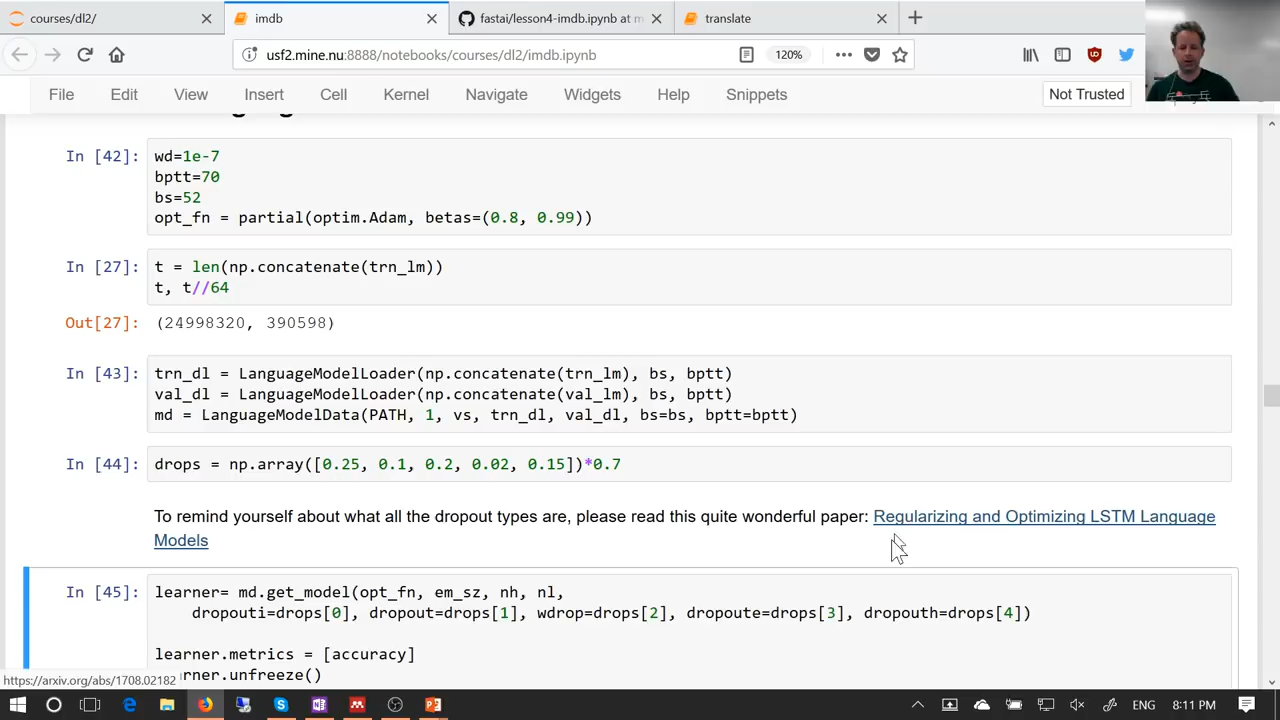 courses/dl2/
imdb
fastai/lesson4-imdb.ipynb at m
translate
usf2.mine.nu:8888/notebooks/courses/dl2/imdb.ipynb
120%
File Edit View Insert Cell Kernel Navigate Widgets Help Snippets
Not Trusted
In [42]:
wd=1e-7
bptt=70
bs=52
opt_fn = partial(optim.Adam, betas=(0.8, 0.99))
In [27]:
t = len(np.concatenate(trn_lm))
t, t//64
Out[27]: (24998320, 390598)
In [43]:
trn_dl = LanguageModelLoader(np.concatenate(trn_lm), bs, bptt)
val_dl = LanguageModelLoader(np.concatenate(val_lm), bs, bptt)
md = LanguageModelData(PATH, 1, vs, trn_dl, val_dl, bs=bs, bptt=bptt)
In [44]: drops = np.array([0.25, 0.1, 0.2, 0.02, 0.15])*0.7
To remind yourself about what all the dropout types are, please read this quite wonderful paper: Regularizing and Optimizing LSTM Language
Models
In [45]:
learner= md.get_model(opt_fn, em_sz, nh, nl,
dropouti=drops[0], dropout=drops[1], wdrop=drops[2], dropoute=drops[3], dropouth=drops[4])
learner.metrics = [accuracy]
rner.unfreeze()
https://arxiv.org/abs/1708.02182
ENG
8:11 PM